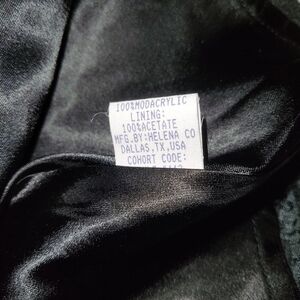 100%MODACRYLIC
LINING:
100%ACETATE
MFG.BY:HELENA CO
DALLAS,TX,USA
COHORT CODE: